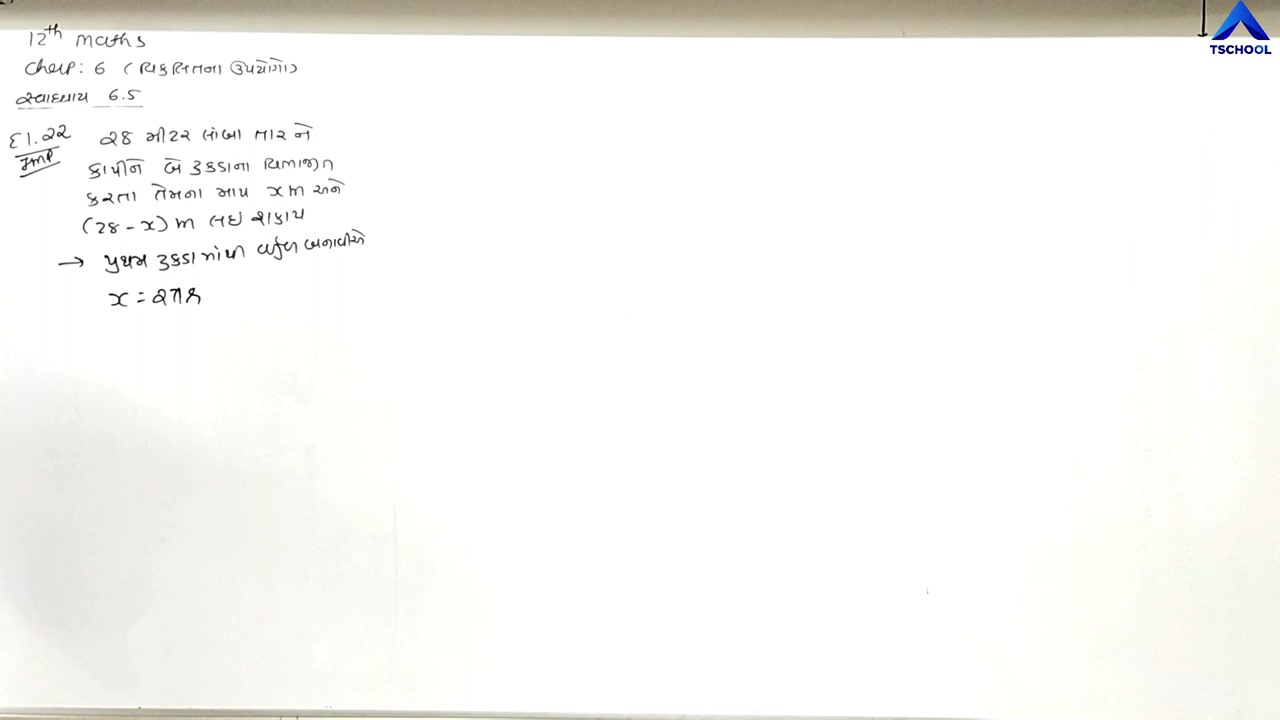 12th maths
Chap: 6 (વિકલિતના ઉપયોગો)
સ્વાધ્યાય 6.5
દા.22 28 મીટર લાંબા તાર ને
Imp કાપીને બે ટુકડાના વિભાજીત
કરતા તેમના માપ x m અને
(28 - x) m લઇ શકાય
→ પ્રથમ ટુકડામાંથી વર્તુળ બનાવીએ
x = 2πr
TSCHOOL